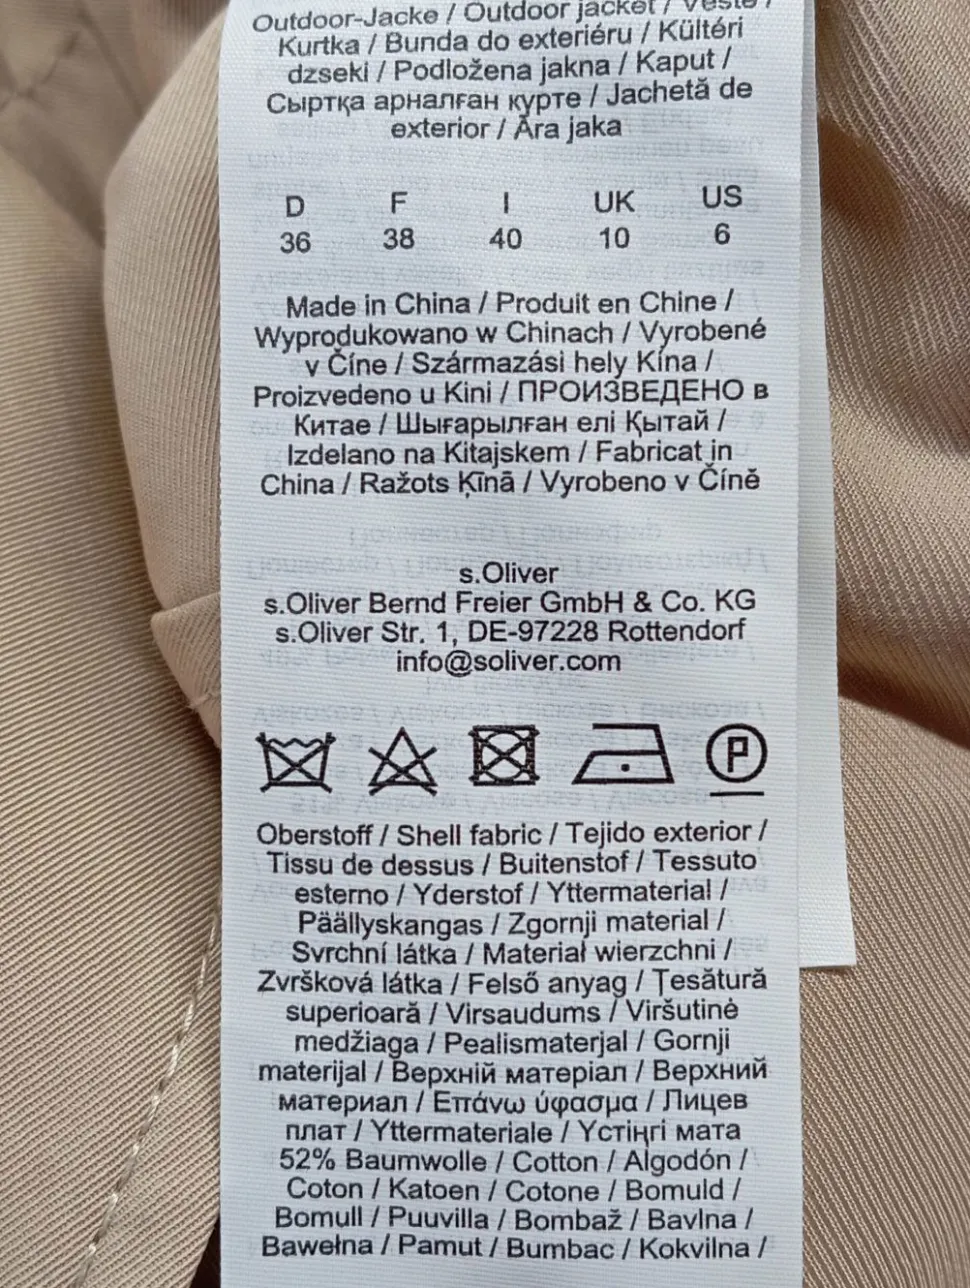 Outdoor-Jacke / Outdoor jacket / Veste /
Kurtka / Bunda do exteriéru / Kültéri
dzseki / Podložena jakna / Kaput /
Сыртқа арналған курте / Jachetă de
exterior / Āra jaka
D F I UK US
36 38 40 10 6
Made in China / Produit en Chine /
Wyprodukowano w Chinach / Vyrobené
v Číne / Származási hely Kína /
Proizvedeno u Kini / ПРОИЗВЕДЕНО В
Китае / Шығарылған елі Қытай /
Izdelano na Kitajskem / Fabricat in
China / Ražots Ķīnā / Vyrobeno v Číně
s.Oliver
s.Oliver Bernd Freier GmbH & Co. KG
s.Oliver Str. 1, DE-97228 Rottendorf
info@soliver.com
P
Oberstoff / Shell fabric / Tejido exterior /
Tissu de dessus / Buitenstof / Tessuto
esterno / Yderstof / Yttermaterial /
Päällyskangas / Zgornji material /
Svrchní látka / Materiał wierzchni /
Zvršková látka / Felső anyag / Țesătură
superioară / Virsaudums / Viršutinė
medžiaga / Pealismaterjal / Gornji
materijal / Верхній матеріал / Верхний
материал / Επάνω ύφασμα / Лицев
плат / Yttermateriale / Үстіңгі мата
52% Baumwolle / Cotton / Algodón /
Coton / Katoen / Cotone / Bomuld /
Bomull / Puuvilla / Bombaž / Bavlna /
Bawełna / Pamut / Bumbac / Kokvilna /